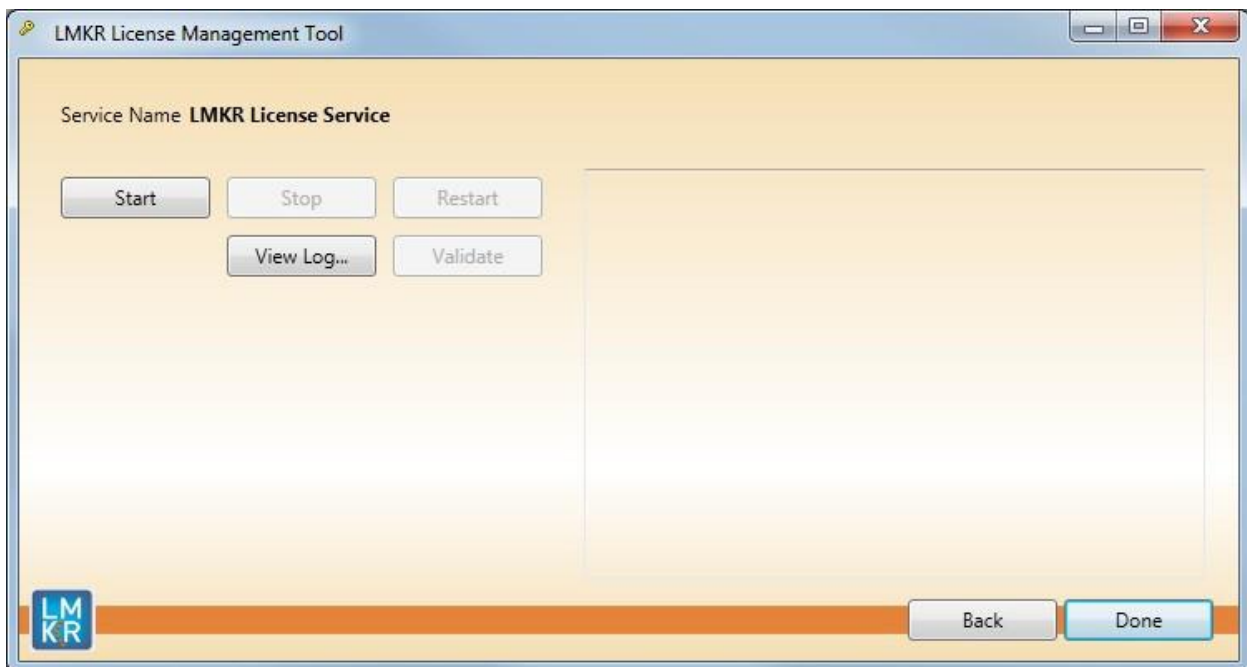 LMKR License Management Tool
Service Name LMKR License Service
Start Stop Restart
View Log... Validate
LM
KR
Back Done